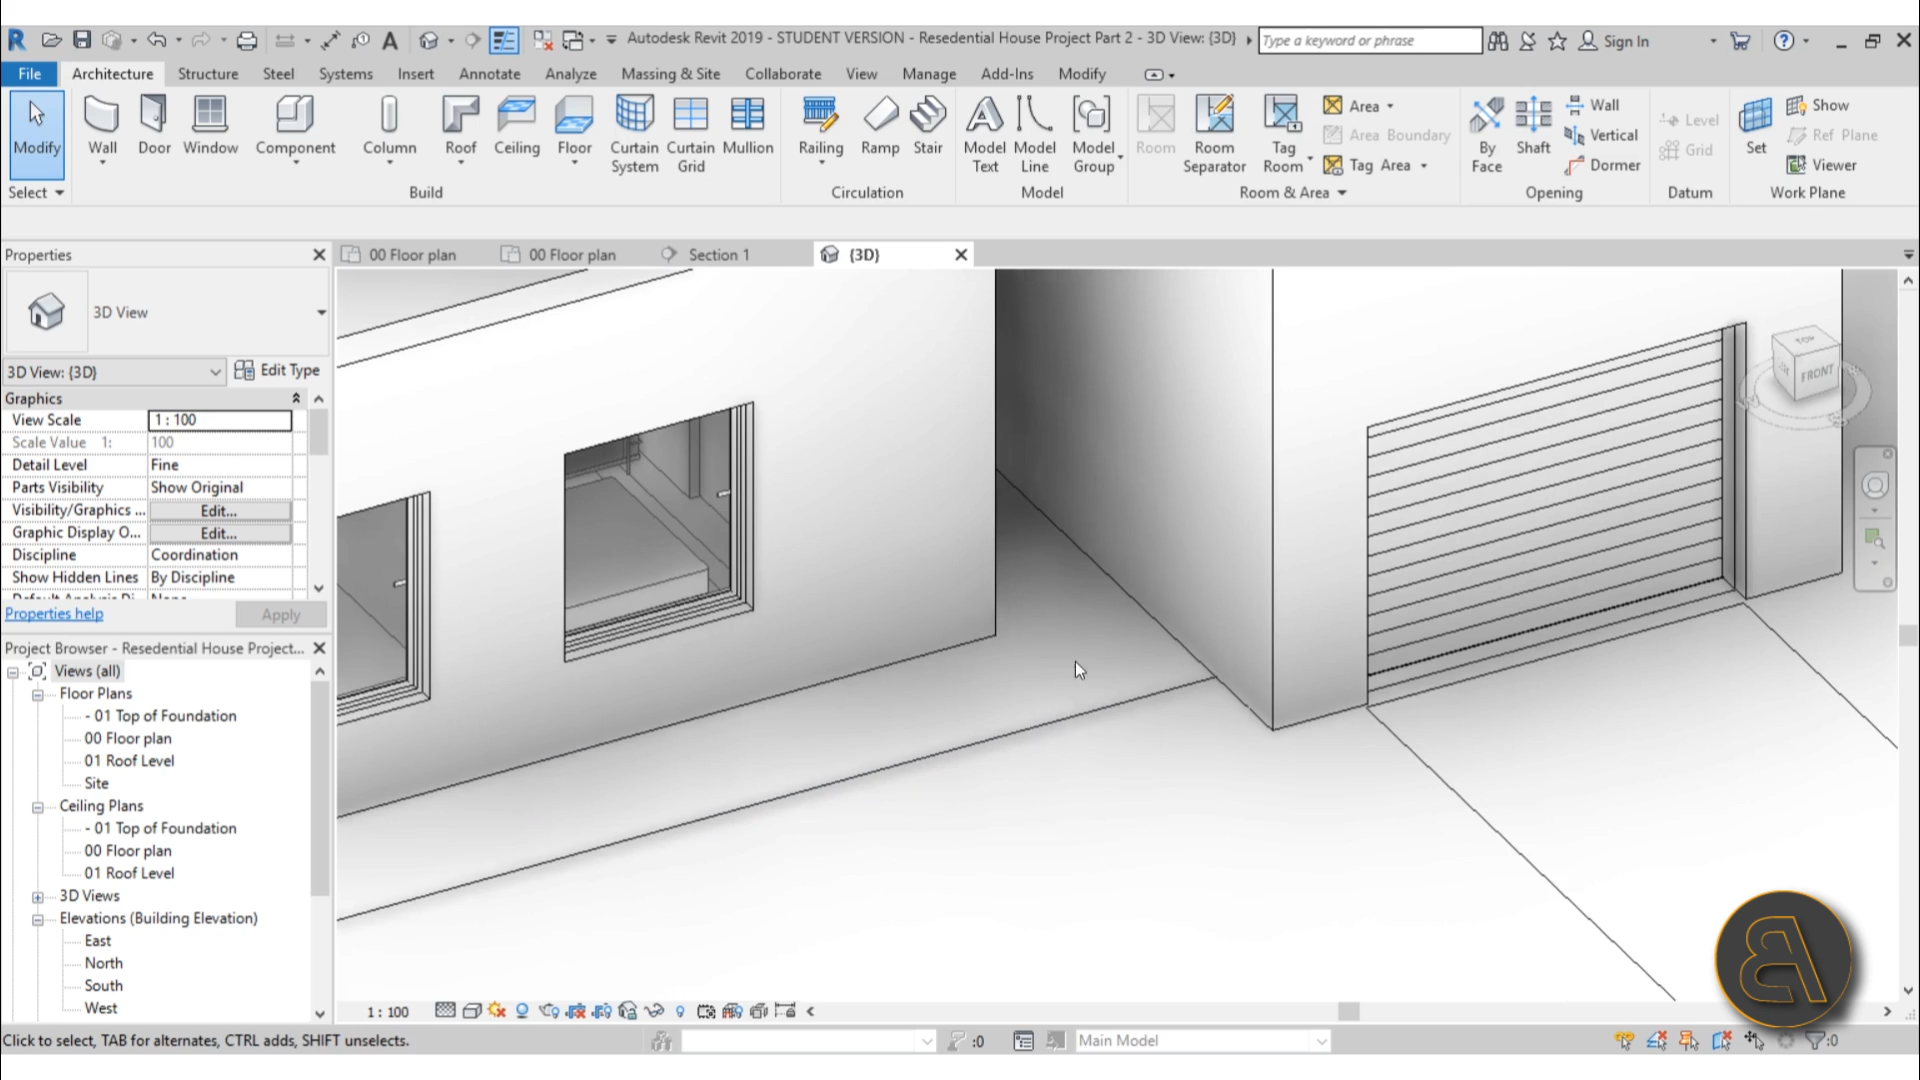 Autodesk Revit 2019 - STUDENT VERSION - Resedential House Project Part 2 - 3D View: {3D}
Type a keyword or phrase
Sign In
File Architecture Structure Steel Systems Insert Annotate Analyze Massing & Site Collaborate View Manage Add-Ins Modify
Modify Wall Door Window Component Column Roof Ceiling Floor Curtain System Curtain Grid Mullion Railing Ramp Stair Model Text Model Line Model Group Room Room Separator Tag Room
Area
Area Boundary
Tag Area
By Face Shaft
Wall
Vertical
Dormer
Level
Grid
Set
Show
Ref Plane
Viewer
Select Build Circulation Model Room & Area Opening Datum Work Plane
Properties
00 Floor plan 00 Floor plan Section 1 {3D}
3D View
3D View: {3D} Edit Type
Graphics
View Scale 1 : 100
Scale Value 1: 100
Detail Level Fine
Parts Visibility Show Original
Visibility/Graphics ... Edit...
Graphic Display O... Edit...
Discipline Coordination
Show Hidden Lines By Discipline
Properties help Apply
Project Browser - Resedential House Project...
Views (all)
Floor Plans
- 01 Top of Foundation
00 Floor plan
01 Roof Level
Site
Ceiling Plans
- 01 Top of Foundation
00 Floor plan
01 Roof Level
3D Views
Elevations (Building Elevation)
East
North
South
West
TOP
FRONT
1 : 100
Click to select, TAB for alternates, CTRL adds, SHIFT unselects.
:0
Main Model
:0